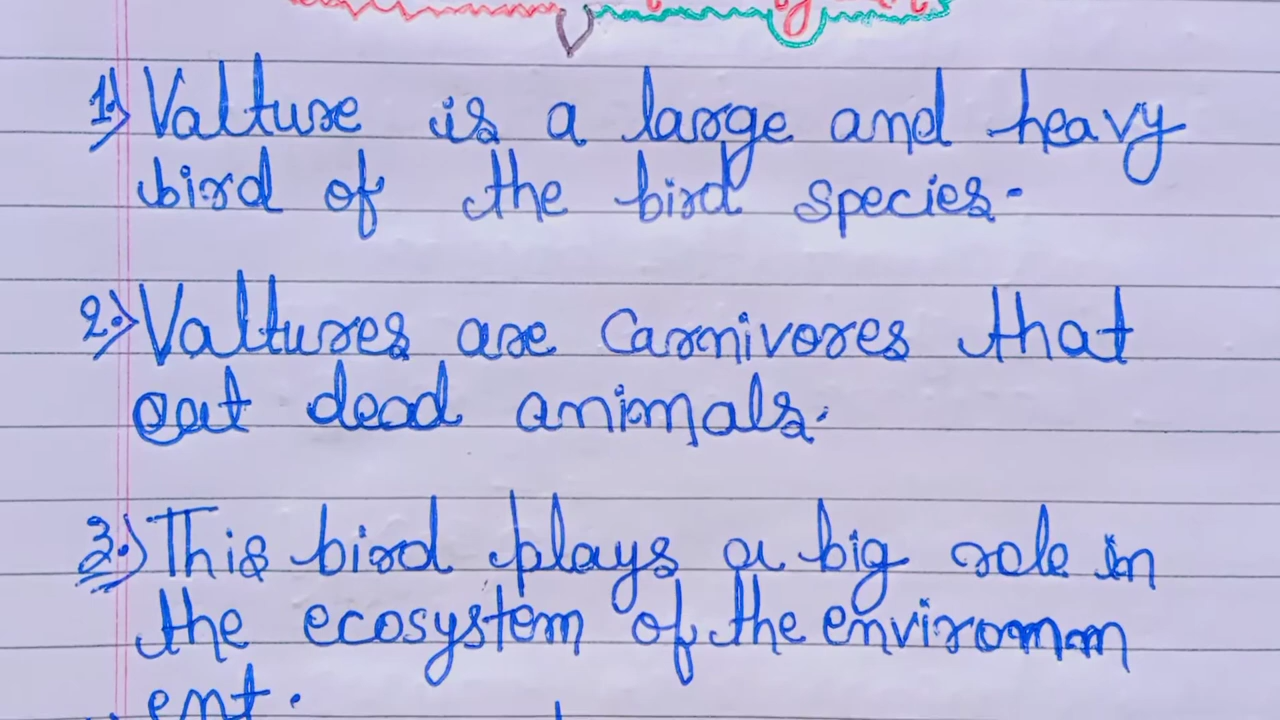 1.) Valture is a large and heavy
bird of the bird species.
2.) Valtures are Carnivores that
eat dead animals.
3.) This bird plays a big role in
the ecosystem of the enviromm
ent.